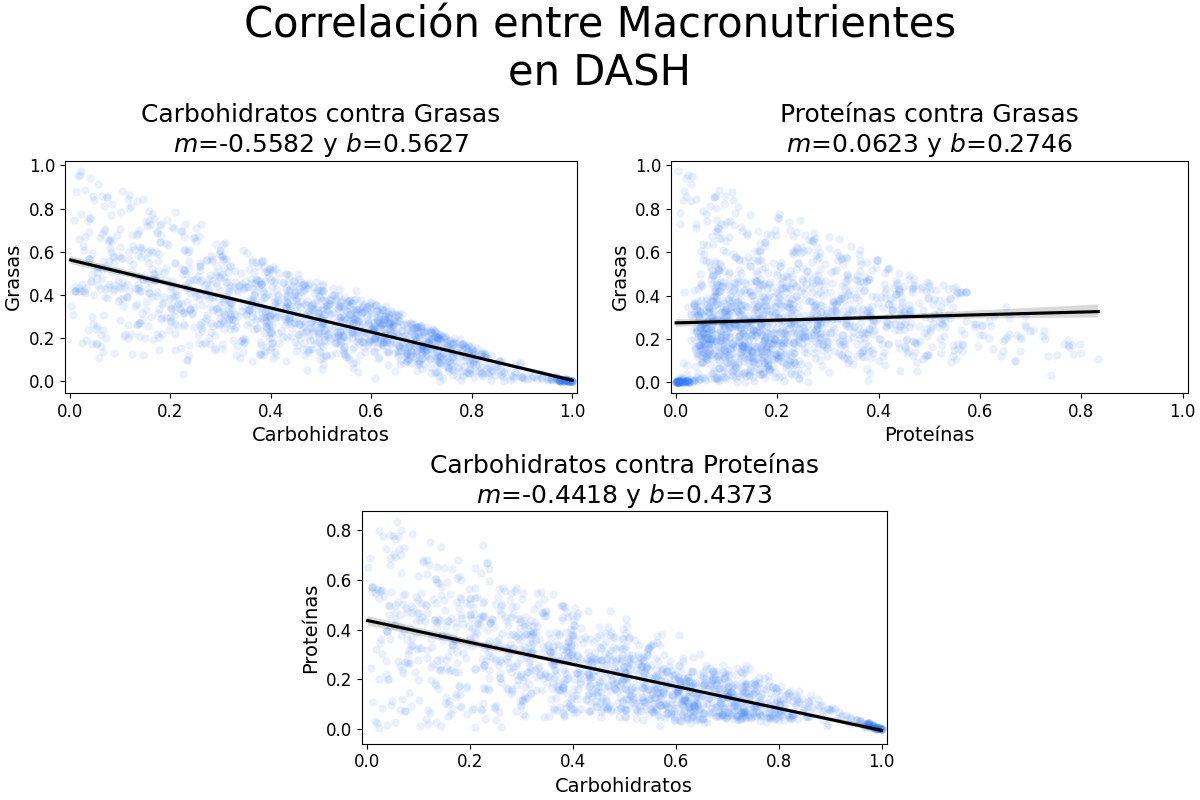 Correlación entre Macronutrientes
en DASH
Carbohidratos contra Grasas
m=-0.5582 y b=0.5627
1.0
0.8
0.6
0.4
0.2
0.0
Grasas
0.0 0.2 0.4 0.6 0.8 1.0
Carbohidratos
Proteínas contra Grasas
m=0.0623 y b=0.2746
1.0
0.8
0.6
0.4
0.2
0.0
Grasas
0.0 0.2 0.4 0.6 0.8 1.0
Proteínas
Carbohidratos contra Proteínas
m=-0.4418 y b=0.4373
0.8
0.6
0.4
0.2
0.0
Proteínas
0.0 0.2 0.4 0.6 0.8 1.0
Carbohidratos